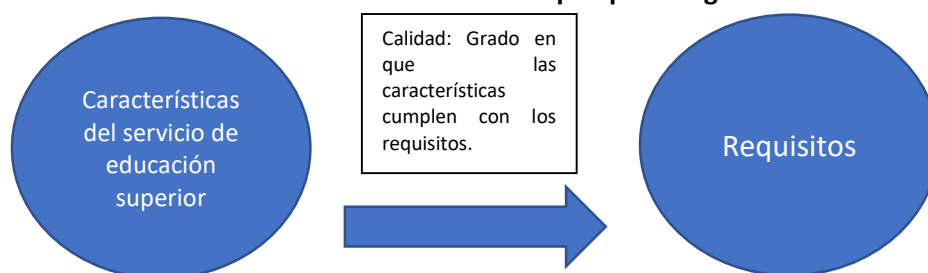 Características
del servicio de
educación
superior
Calidad: Grado en
que las
características
cumplen con los
requisitos.
Requisitos